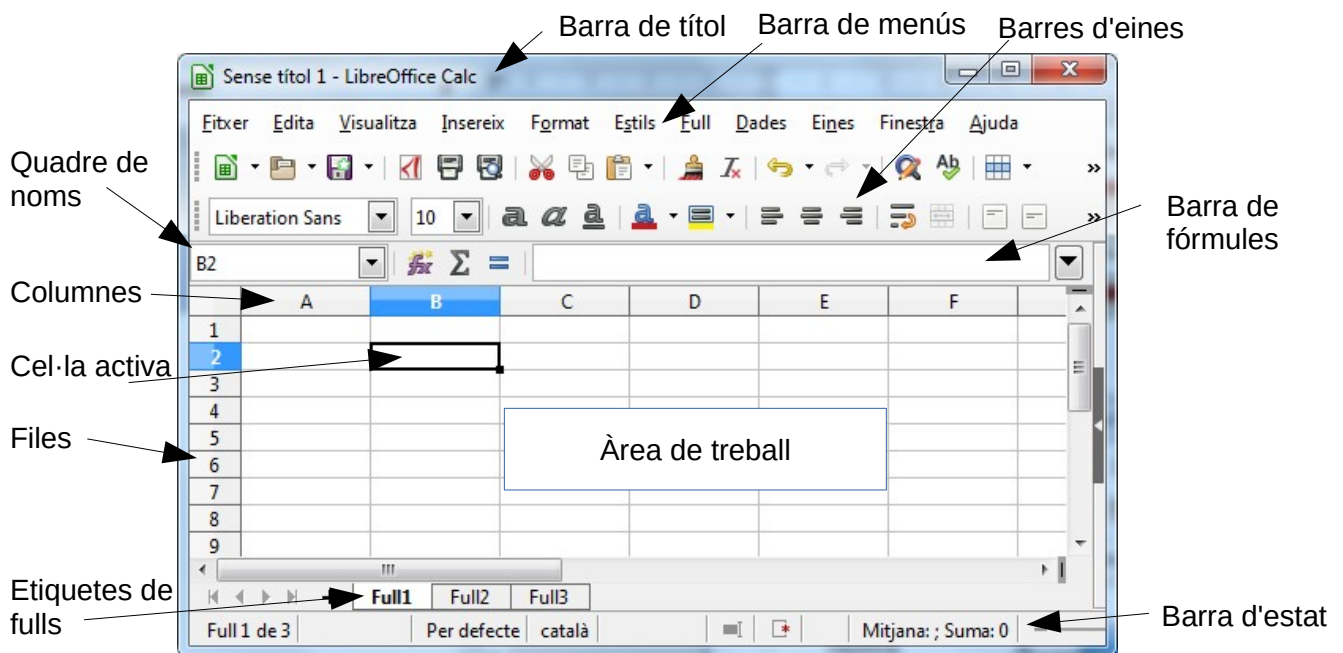 Barra de títol
Barra de menús
Barres d'eines
Sense títol 1 - LibreOffice Calc
Fitxer Edita Visualitza Insereix Format Estils Full Dades Eines Finestra Ajuda
Quadre de
noms
Liberation Sans 10
Barra de
fórmules
B2
Columnes
A B C D E F
1
2
Cel·la activa
3
4
Àrea de treball
Files
5
6
7
8
9
Etiquetes de
fulls
Full1 Full2 Full3
Full 1 de 3 Per defecte català Mitjana: ; Suma: 0
Barra d'estat